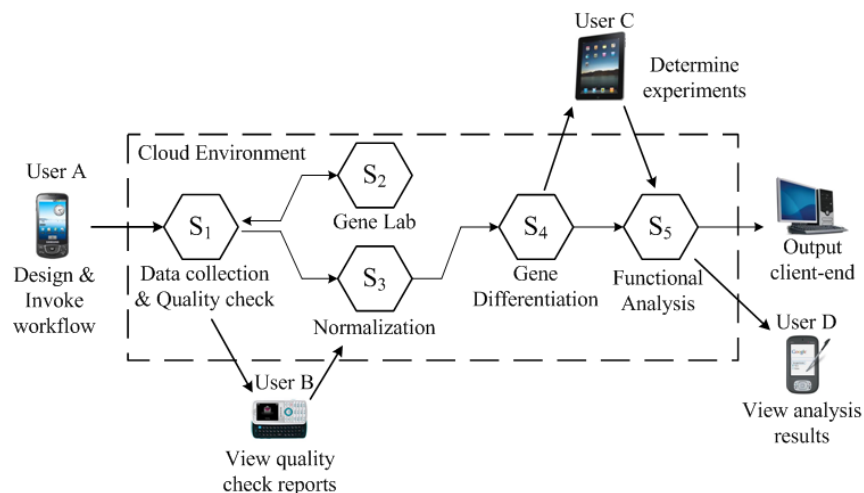 User C
Determine
experiments
User A
Cloud Environment
S1
S2
Gene Lab
S4
S5
Design &
Invoke
workflow
Data collection
& Quality check
S3
Normalization
Gene
Differentiation
Functional
Analysis
Output
client-end
User B
User D
View quality
check reports
View analysis
results